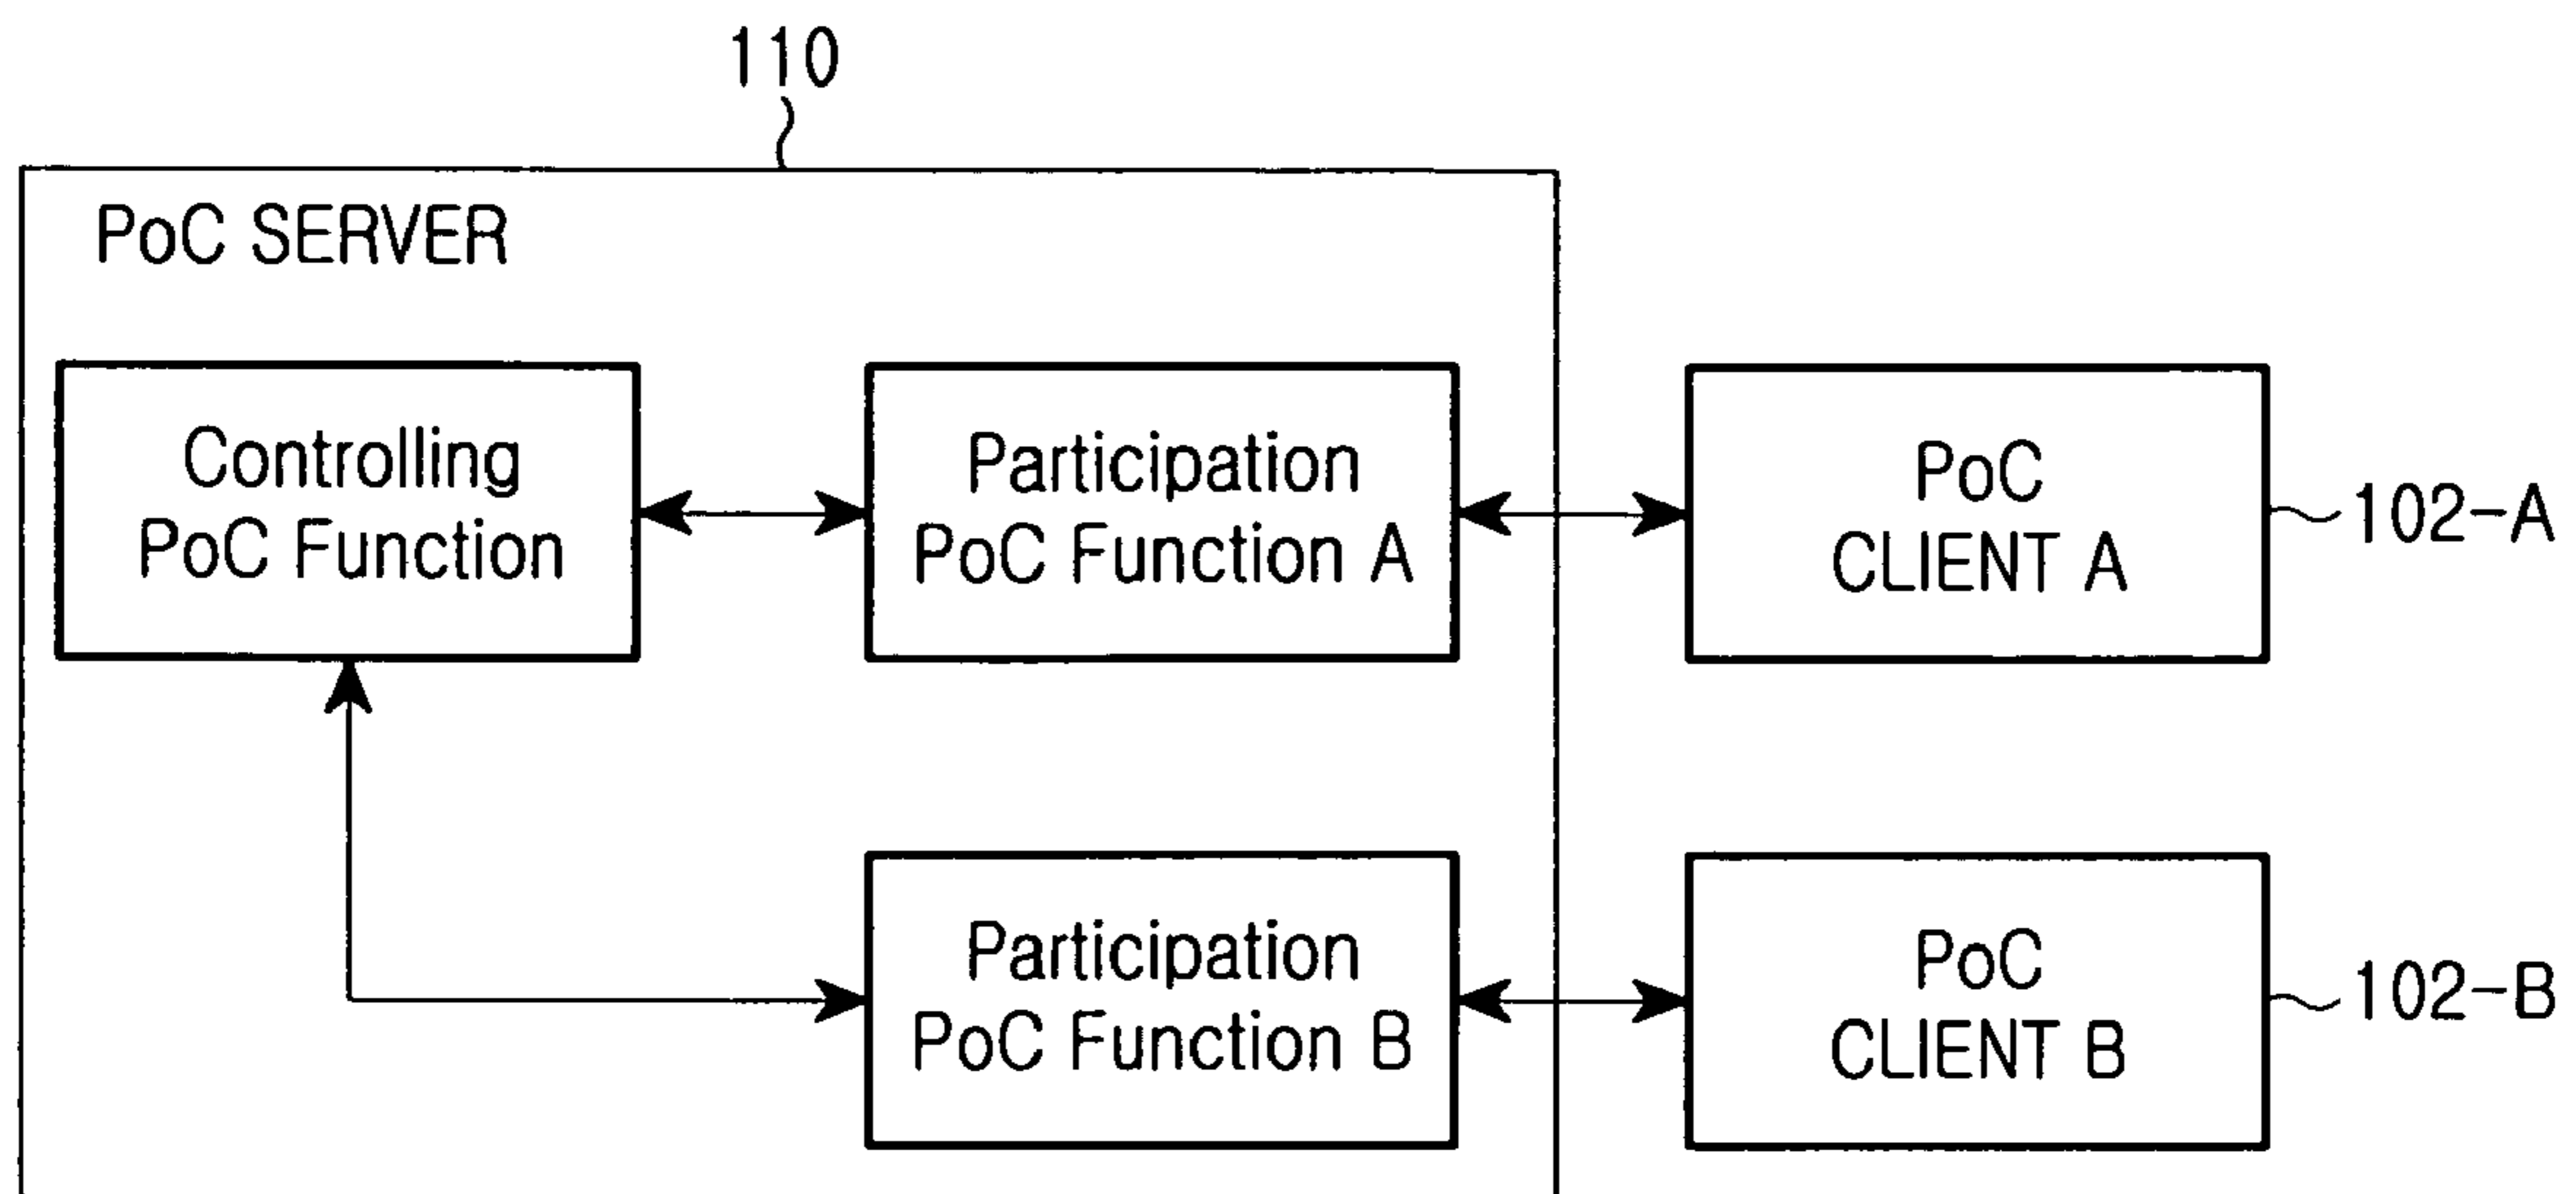 110
PoC SERVER
Controlling
PoC Function
Participation
PoC Function A
PoC
CLIENT A
102-A
Participation
PoC Function B
PoC
CLIENT B
102-B